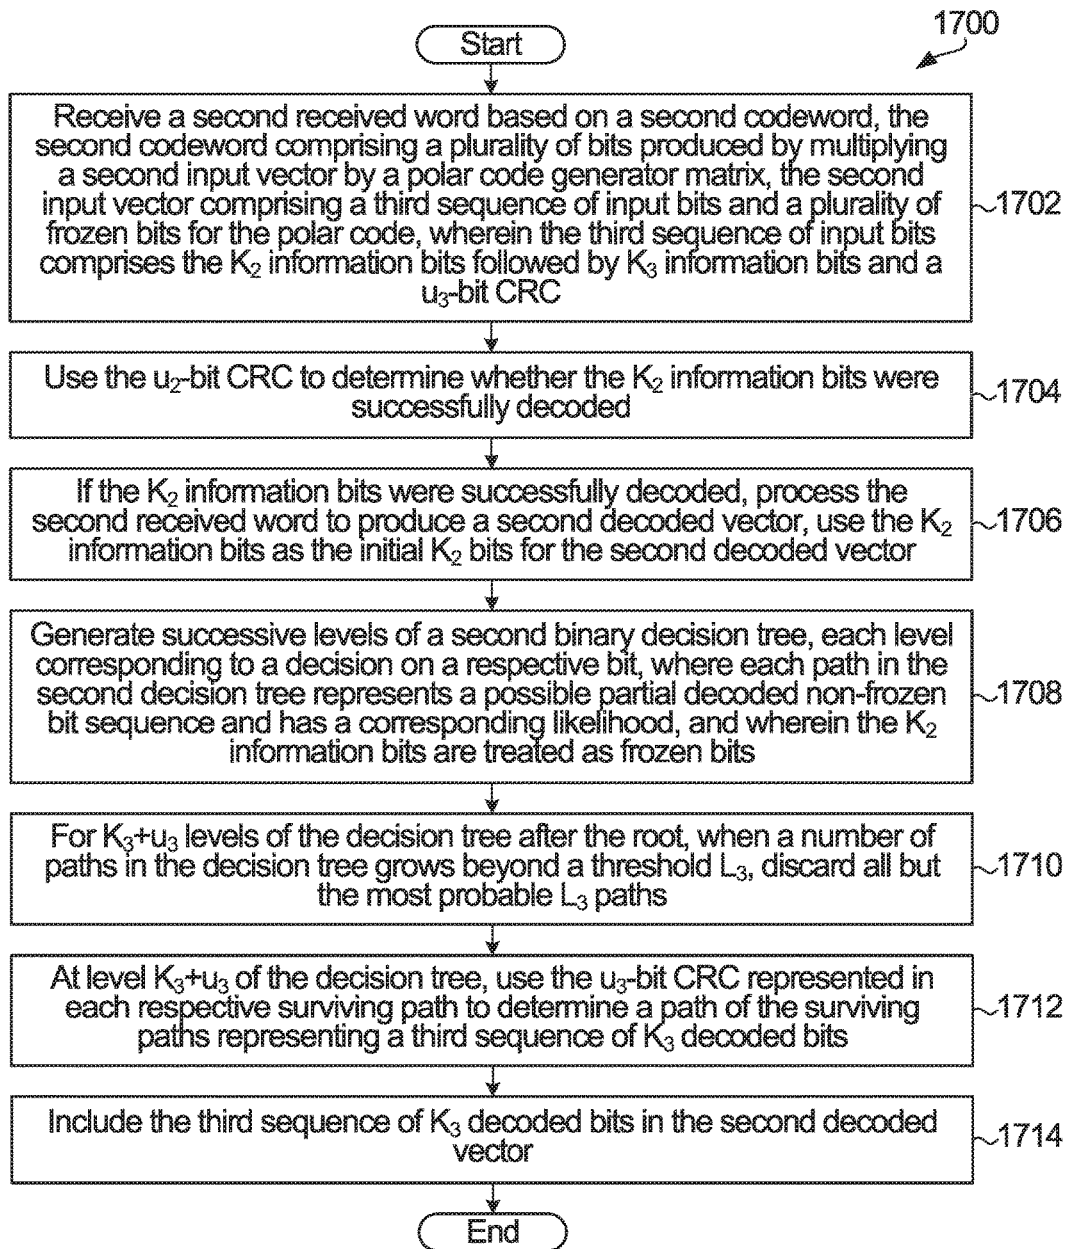 1700
Start
Receive a second received word based on a second codeword, the
second codeword comprising a plurality of bits produced by multiplying
a second input vector by a polar code generator matrix, the second
input vector comprising a third sequence of input bits and a plurality of
frozen bits for the polar code, wherein the third sequence of input bits
comprises the K₂ information bits followed by K₃ information bits and a
u₃-bit CRC
1702
Use the u₂-bit CRC to determine whether the K₂ information bits were
successfully decoded
1704
If the K₂ information bits were successfully decoded, process the
second received word to produce a second decoded vector, use the K₂
information bits as the initial K₂ bits for the second decoded vector
1706
Generate successive levels of a second binary decision tree, each level
corresponding to a decision on a respective bit, where each path in the
second decision tree represents a possible partial decoded non-frozen
bit sequence and has a corresponding likelihood, and wherein the K₂
information bits are treated as frozen bits
1708
For K₃+u₃ levels of the decision tree after the root, when a number of
paths in the decision tree grows beyond a threshold L₃, discard all but
the most probable L₃ paths
1710
At level K₃+u₃ of the decision tree, use the u₃-bit CRC represented in
each respective surviving path to determine a path of the surviving
paths representing a third sequence of K₃ decoded bits
1712
Include the third sequence of K₃ decoded bits in the second decoded
vector
1714
End